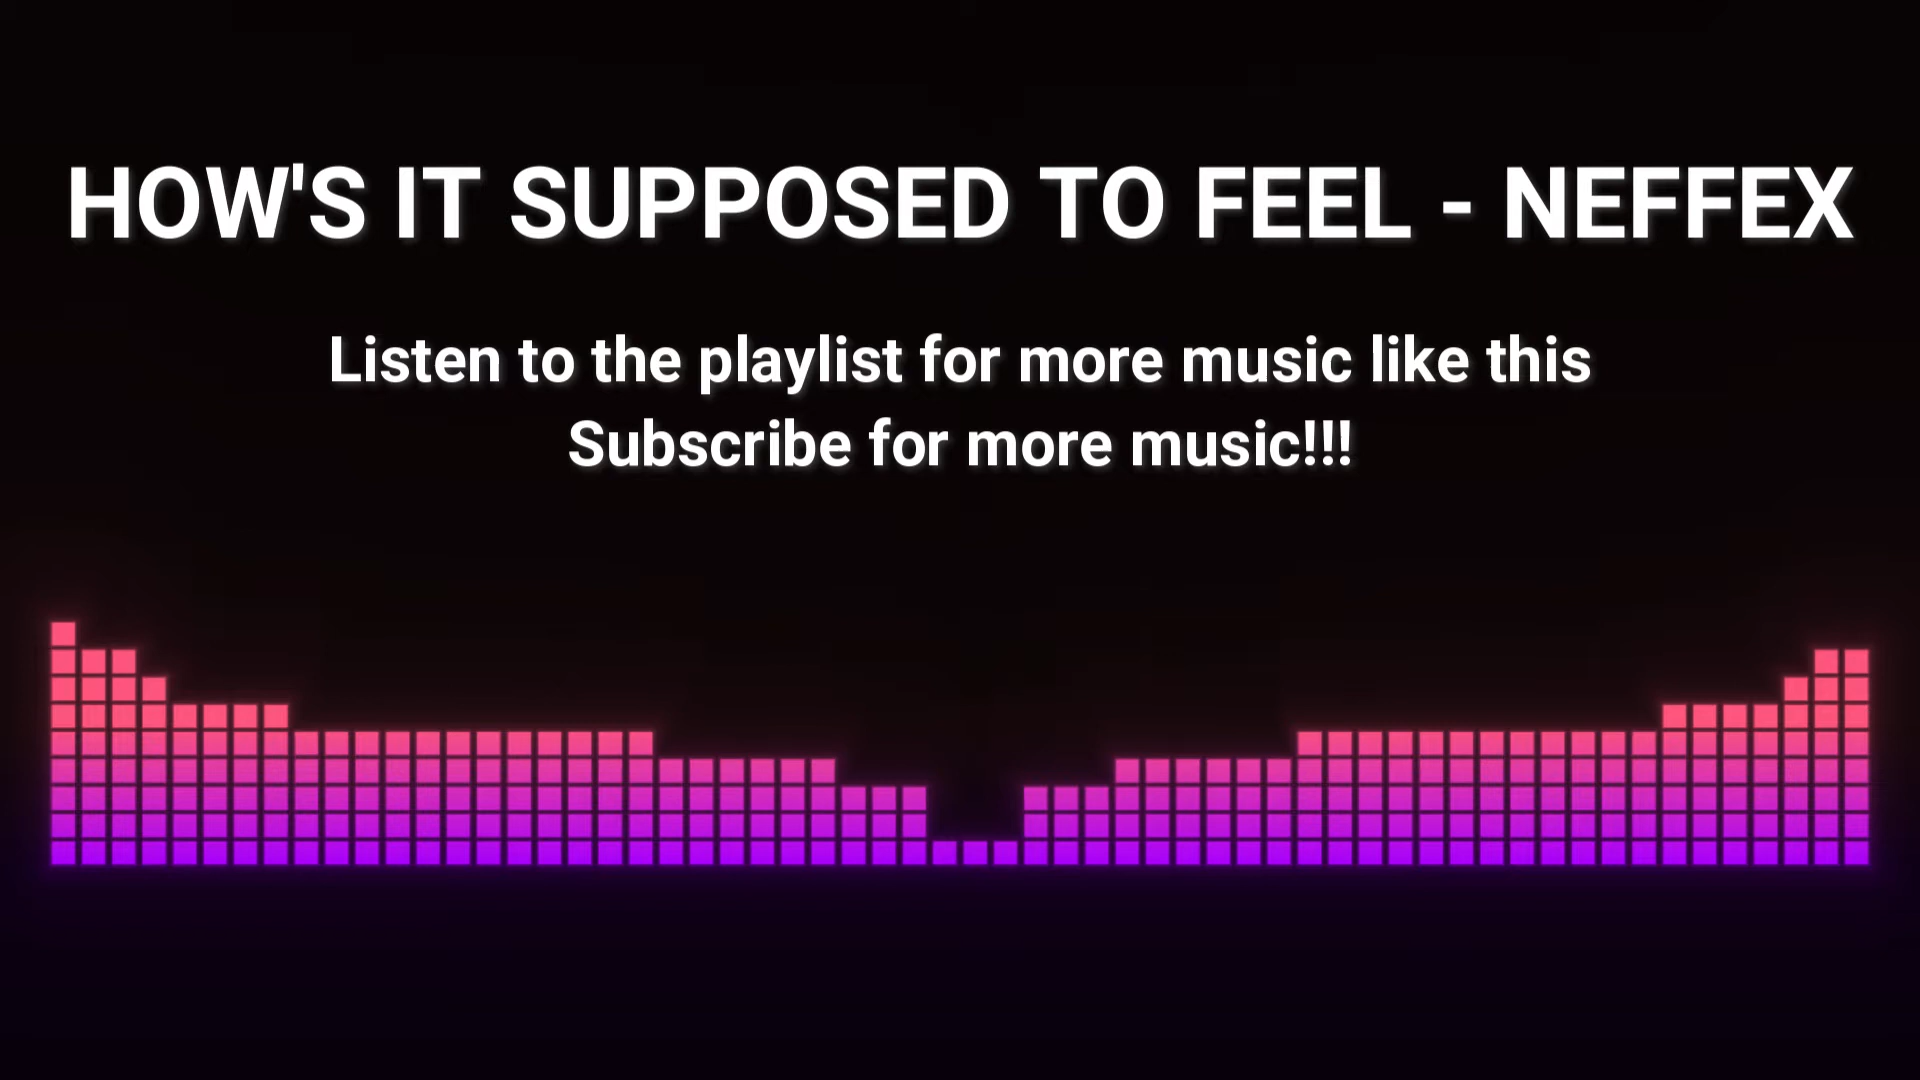 HOW'S IT SUPPOSED TO FEEL - NEFFEX
Listen to the playlist for more music like this
Subscribe for more music!!!